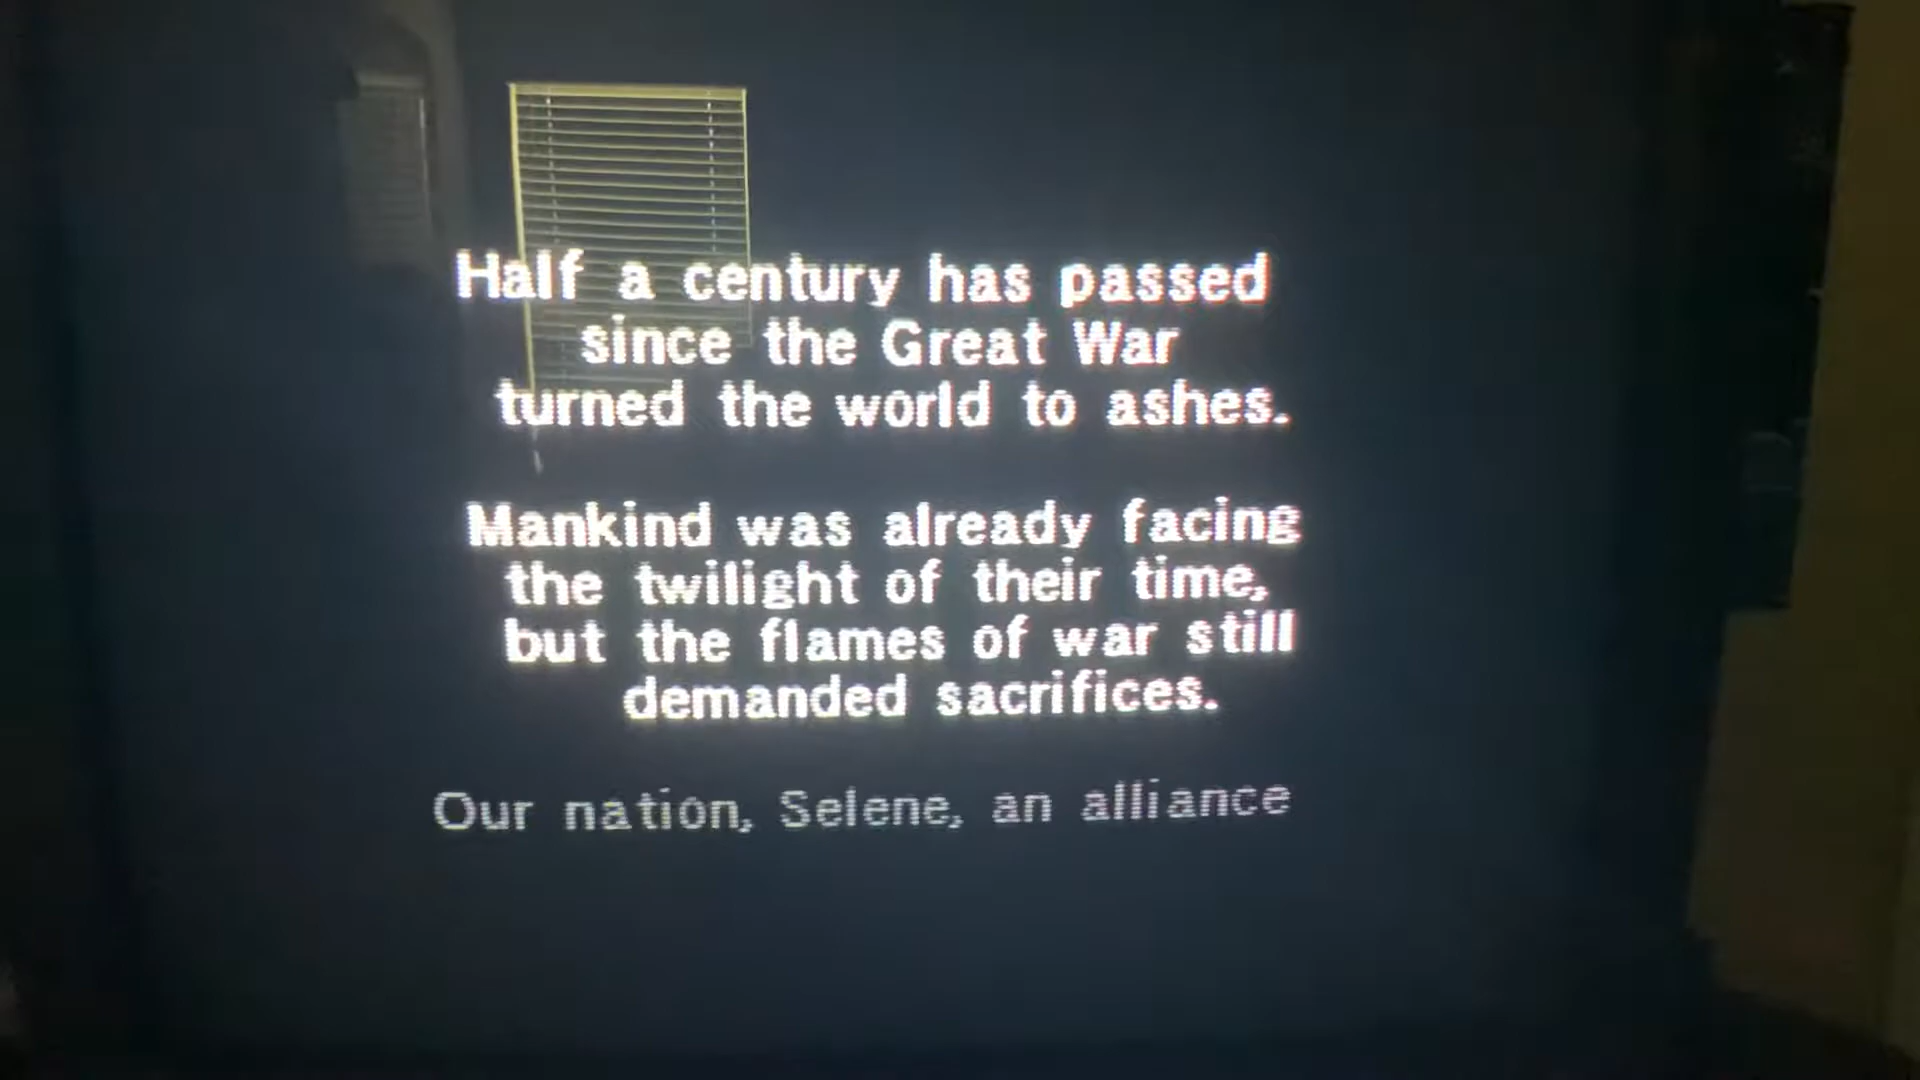 Half a century has passed
since the Great War
turned the world to ashes.
Mankind was already facing
the twilight of their time,
but the flames of war still
demanded sacrifices.
Our nation, Selene, an alliance